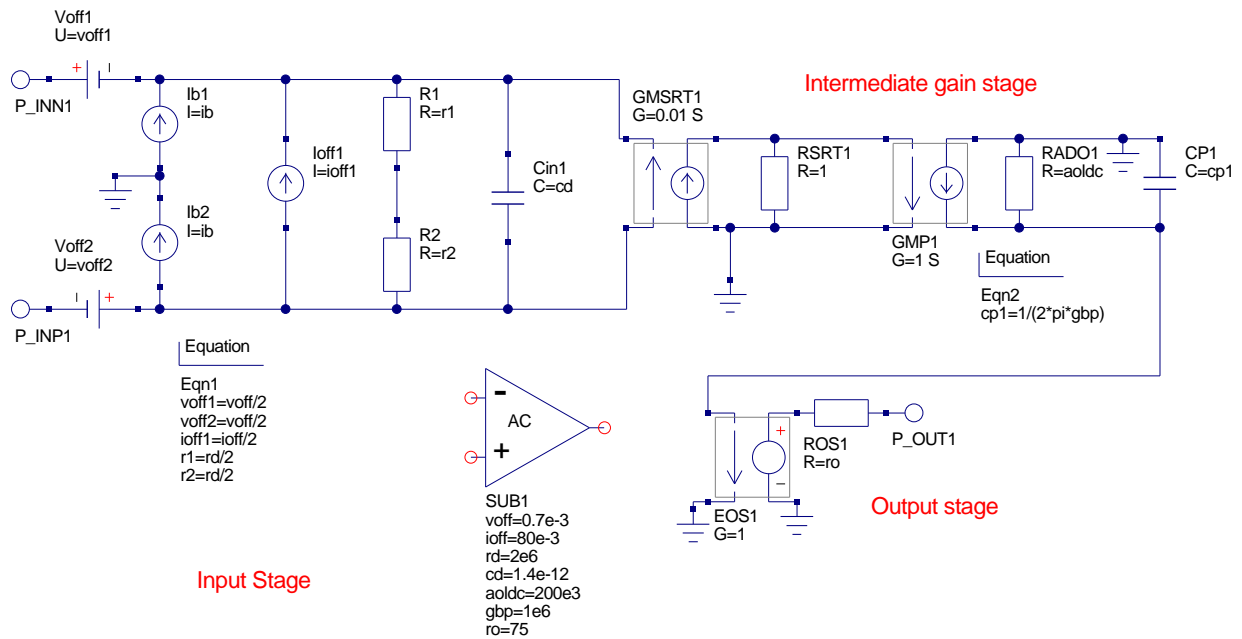 Voff1
U=voff1
+
P_INN1
Ib1
I=ib
Ib2
I=ib
Voff2
U=voff2
+
P_INP1
Ioff1
I=ioff1
R1
R=r1
R2
R=r2
Cin1
C=cd
GMSRT1
G=0.01 S
Intermediate gain stage
RSRT1
R=1
GMP1
G=1 S
RADO1
R=aoldc
CP1
C=cp1
Equation
Eqn2
cp1=1/(2*pi*gbp)
Equation
Eqn1
voff1=voff/2
voff2=voff/2
ioff1=ioff/2
r1=rd/2
r2=rd/2
-
AC
+
SUB1
voff=0.7e-3
ioff=80e-3
rd=2e6
cd=1.4e-12
aoldc=200e3
gbp=1e6
ro=75
+
-
EOS1
G=1
ROS1
R=ro
P_OUT1
Output stage
Input Stage